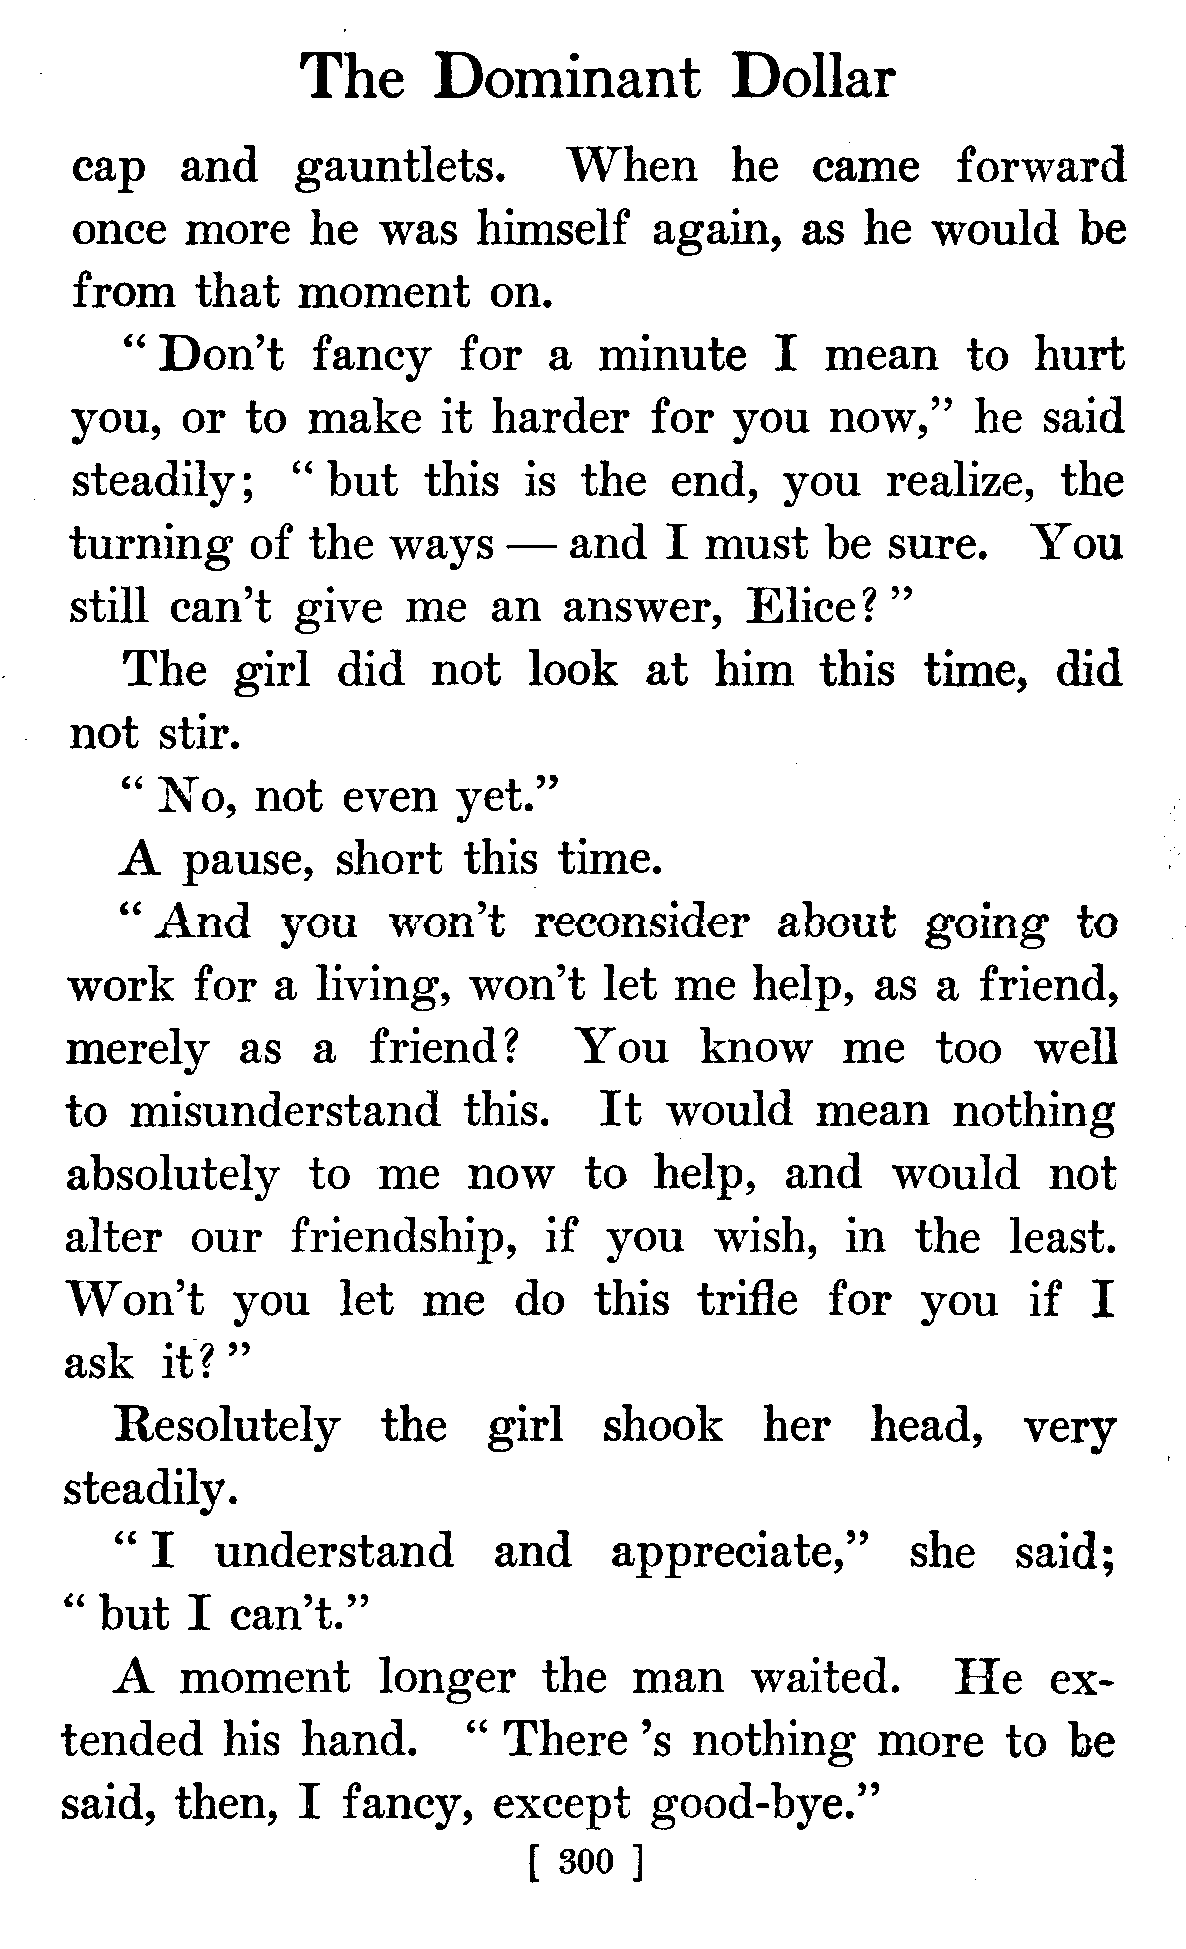 The Dominant Dollar
cap and gauntlets. When he came forward
once more he was himself again, as he would be
from that moment on.
“Don’t fancy for a minute I mean to hurt
you, or to make it harder for you now,” he said
steadily; “but this is the end, you realize, the
turning of the ways — and I must be sure. You
still can’t give me an answer, Elice?”
The girl did not look at him this time, did
not stir.
“No, not even yet.”
A pause, short this time.
“And you won’t reconsider about going to
work for a living, won’t let me help, as a friend,
merely as a friend? You know me too well
to misunderstand this. It would mean nothing
absolutely to me now to help, and would not
alter our friendship, if you wish, in the least.
Won’t you let me do this trifle for you if I
ask it?”
Resolutely the girl shook her head, very
steadily.
“I understand and appreciate,” she said;
“but I can’t.”
A moment longer the man waited. He ex-
tended his hand. “There ’s nothing more to be
said, then, I fancy, except good-bye.”
[ 300 ]